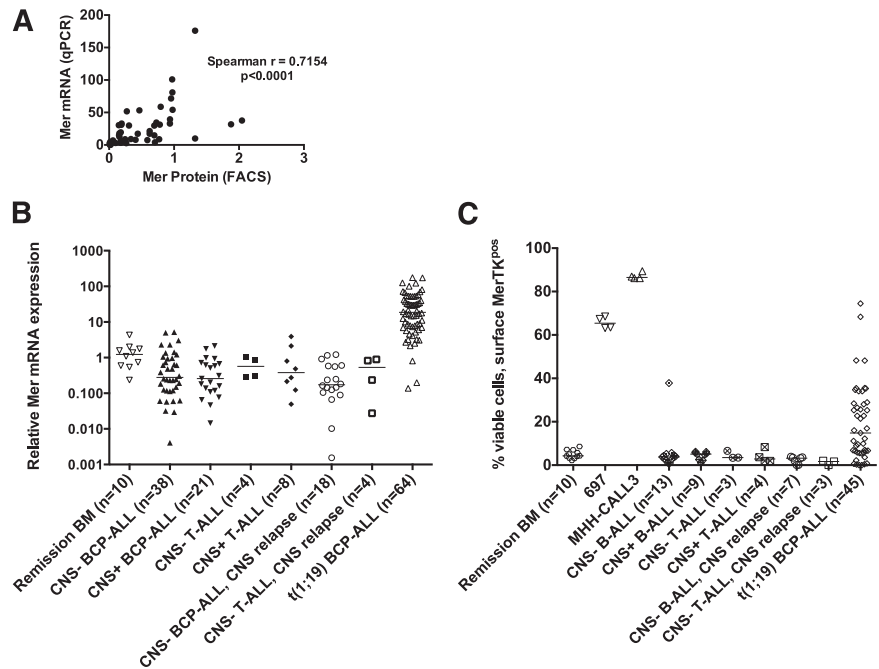 A
Mer mRNA (qPCR)
200
150
100
50
0
Spearman r = 0.7154
p<0.0001
0 1 2 3
Mer Protein (FACS)
B
Relative Mer mRNA expression
1000
100
10
1
0.100
0.010
0.001
Remission BM (n=10)
CNS- BCP-ALL (n=38)
CNS+ BCP-ALL (n=21)
CNS- T-ALL (n=4)
CNS+ T-ALL (n=8)
CNS- BCP-ALL, CNS relapse (n=18)
CNS- T-ALL, CNS relapse (n=4)
t(1;19) BCP-ALL (n=64)
C
% viable cells, surface MerTKpos
100
80
60
40
20
0
Remission BM (n=10)
697
MHH-CALL3
CNS- B-ALL (n=13)
CNS+ B-ALL (n=9)
CNS- T-ALL (n=3)
CNS+ T-ALL (n=4)
CNS- B-ALL, CNS relapse (n=7)
CNS- T-ALL, CNS relapse (n=3)
t(1;19) BCP-ALL (n=45)